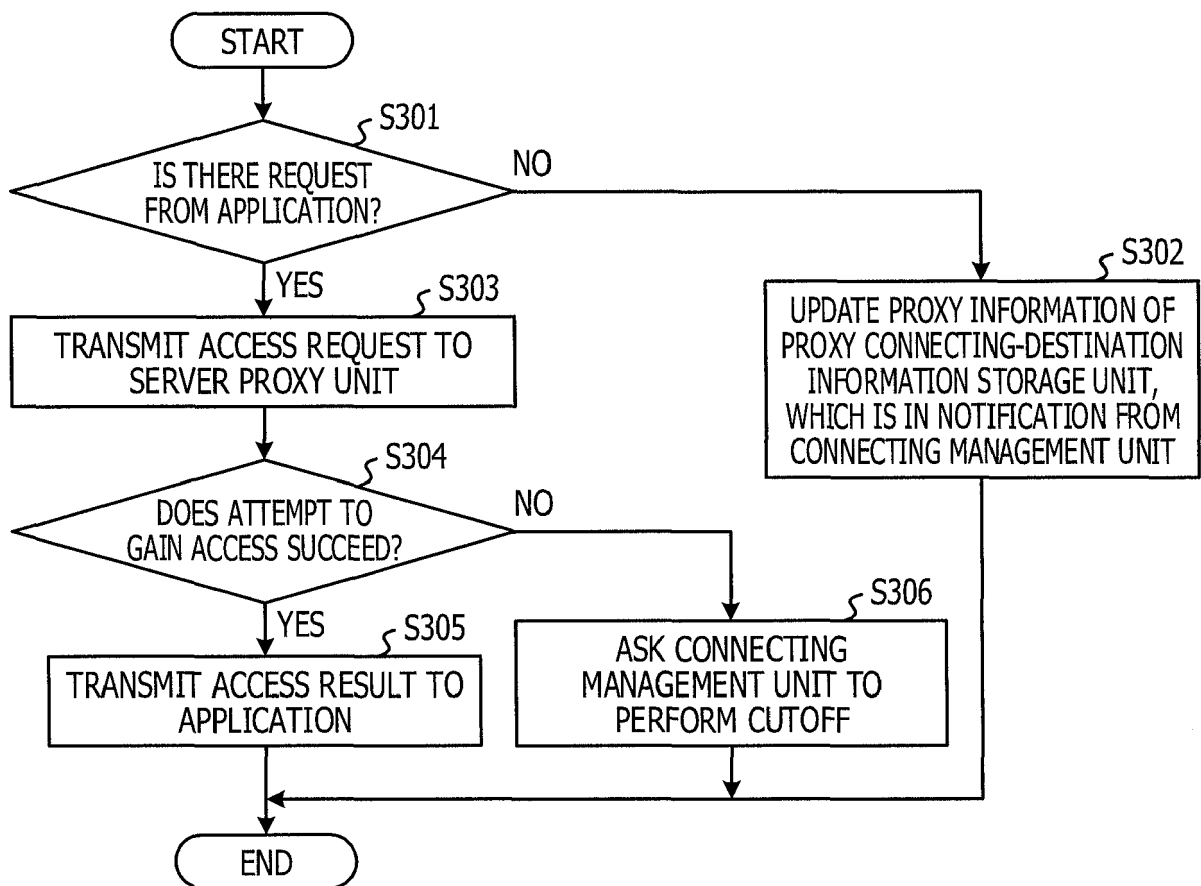 START
S301
IS THERE REQUEST
FROM APPLICATION?
NO
YES
S302
UPDATE PROXY INFORMATION OF
PROXY CONNECTING-DESTINATION
INFORMATION STORAGE UNIT,
WHICH IS IN NOTIFICATION FROM
CONNECTING MANAGEMENT UNIT
S303
TRANSMIT ACCESS REQUEST TO
SERVER PROXY UNIT
S304
DOES ATTEMPT TO
GAIN ACCESS SUCCEED?
NO
YES
S305
TRANSMIT ACCESS RESULT TO
APPLICATION
S306
ASK CONNECTING
MANAGEMENT UNIT TO
PERFORM CUTOFF
END